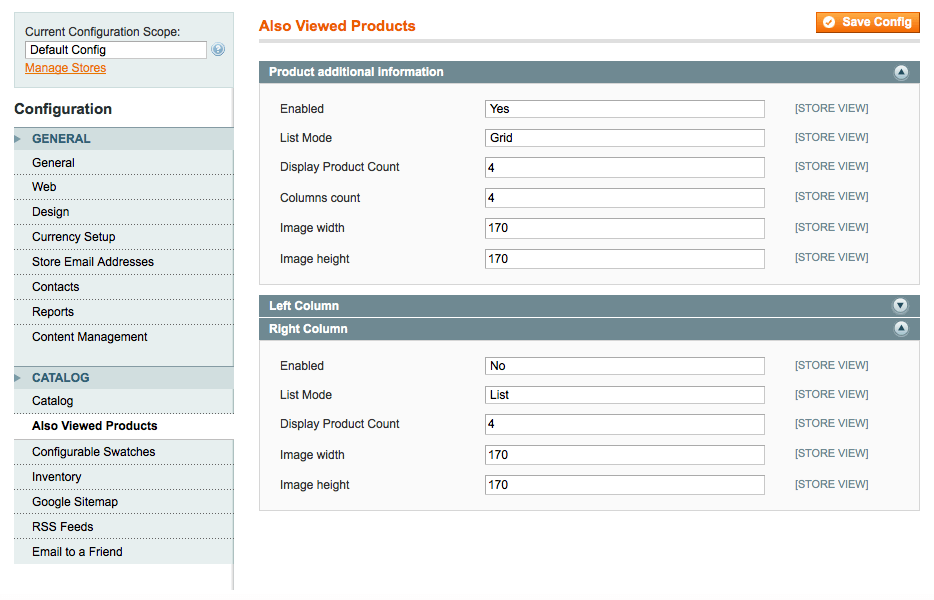 Current Configuration Scope:
Default Config
Manage Stores
Configuration
GENERAL
General
Web
Design
Currency Setup
Store Email Addresses
Contacts
Reports
Content Management
CATALOG
Catalog
Also Viewed Products
Configurable Swatches
Inventory
Google Sitemap
RSS Feeds
Email to a Friend
Also Viewed Products
Save Config
Product additional information
Enabled Yes [STORE VIEW]
List Mode Grid [STORE VIEW]
Display Product Count 4 [STORE VIEW]
Columns count 4 [STORE VIEW]
Image width 170 [STORE VIEW]
Image height 170 [STORE VIEW]
Left Column
Right Column
Enabled No [STORE VIEW]
List Mode List [STORE VIEW]
Display Product Count 4 [STORE VIEW]
Image width 170 [STORE VIEW]
Image height 170 [STORE VIEW]